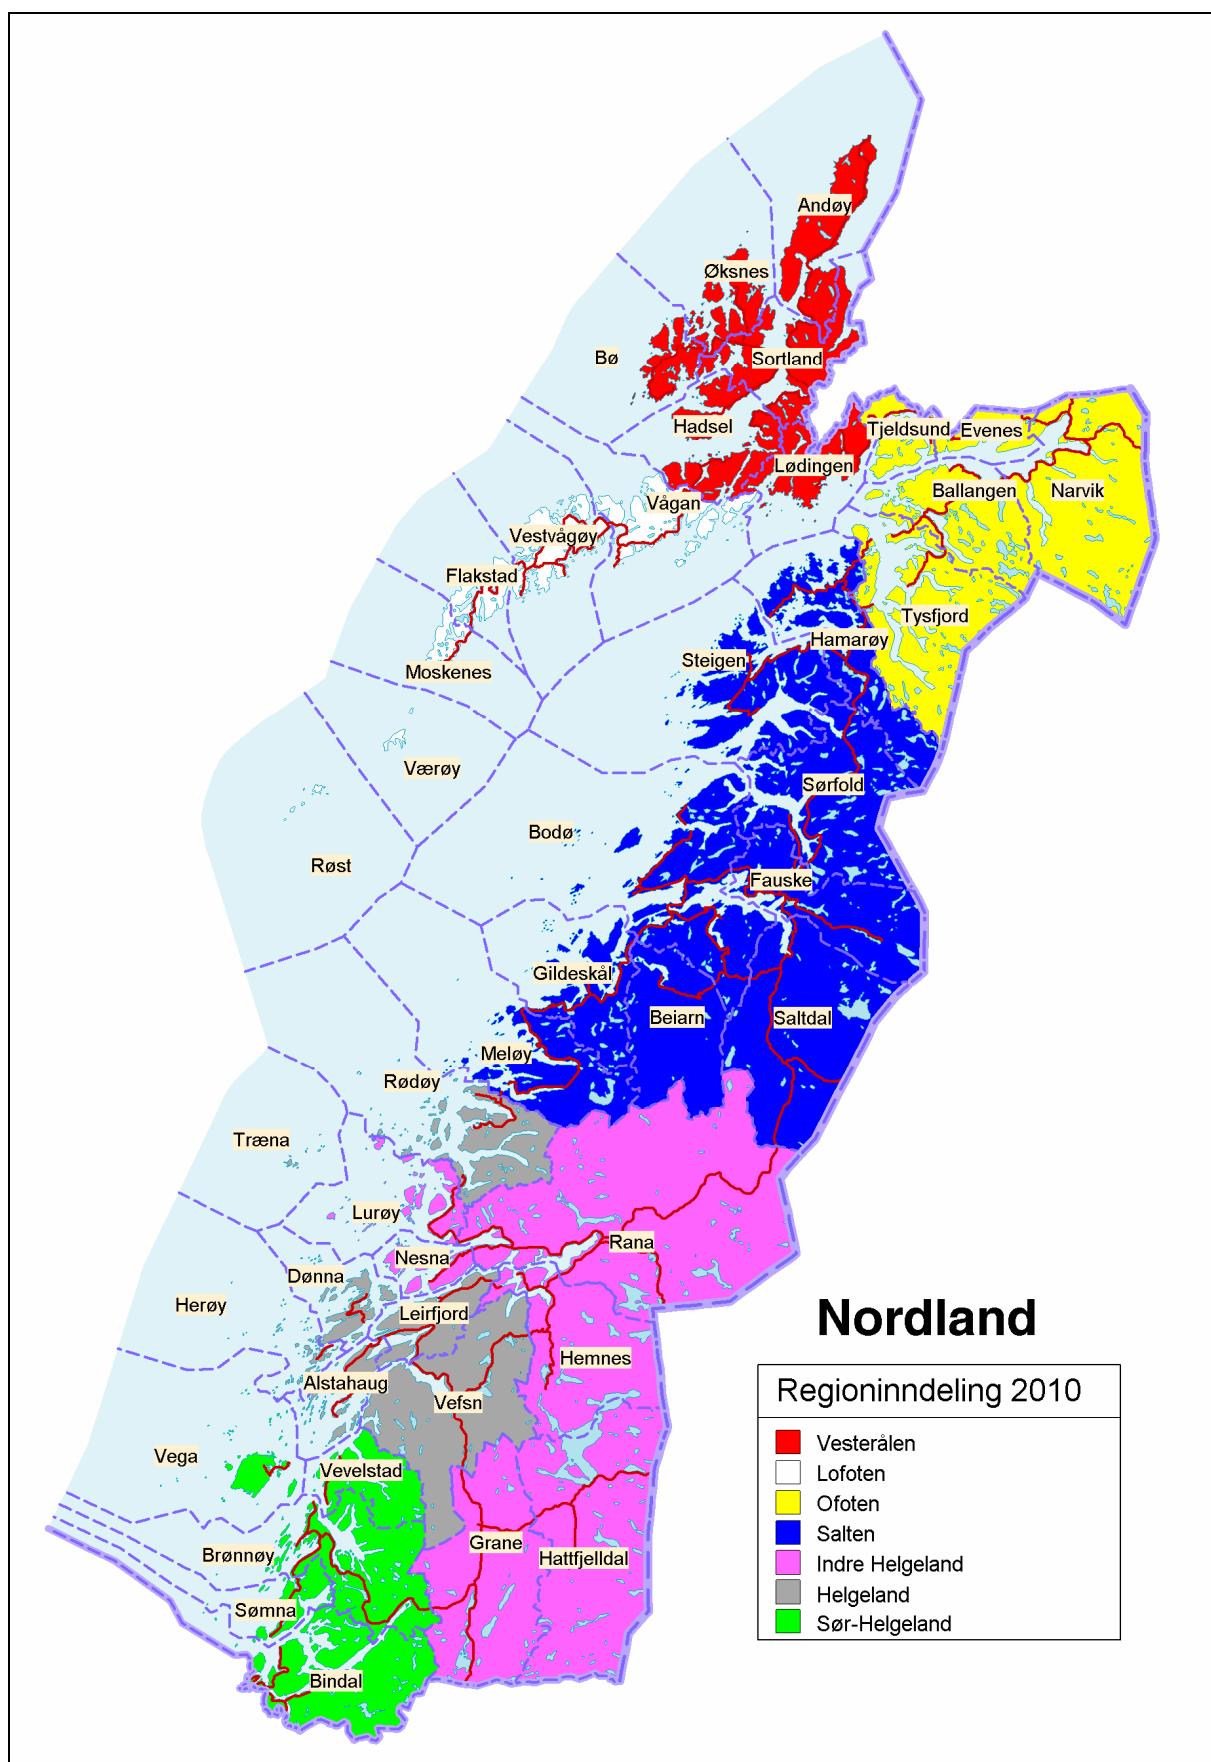 Andøy
Øksnes
Bø
Sortland
Hadsel
Tjeldsund
Evenes
Lødingen
Ballangen
Narvik
Vågan
Vestvågøy
Flakstad
Tysfjord
Hamarøy
Steigen
Moskenes
Værøy
Sørfold
Bodø
Røst
Fauske
Gildeskål
Beiarn
Saltdal
Meløy
Rødøy
Træna
Lurøy
Rana
Nesna
Dønna
Herøy
Leirfjord
Hemnes
Alstahaug
Vefsn
Vega
Vevelstad
Grane
Brønnøy
Hattfjelldal
Sømna
Bindal
Nordland
Regioninndeling 2010
Vesterålen
Lofoten
Ofoten
Salten
Indre Helgeland
Helgeland
Sør-Helgeland